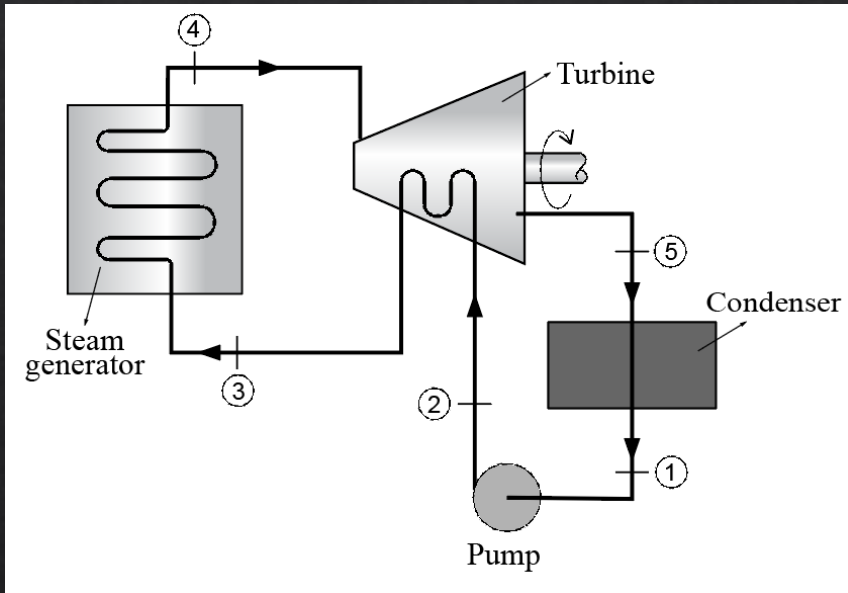 4
Turbine
5
Condenser
Steam
generator
3
2
1
Pump